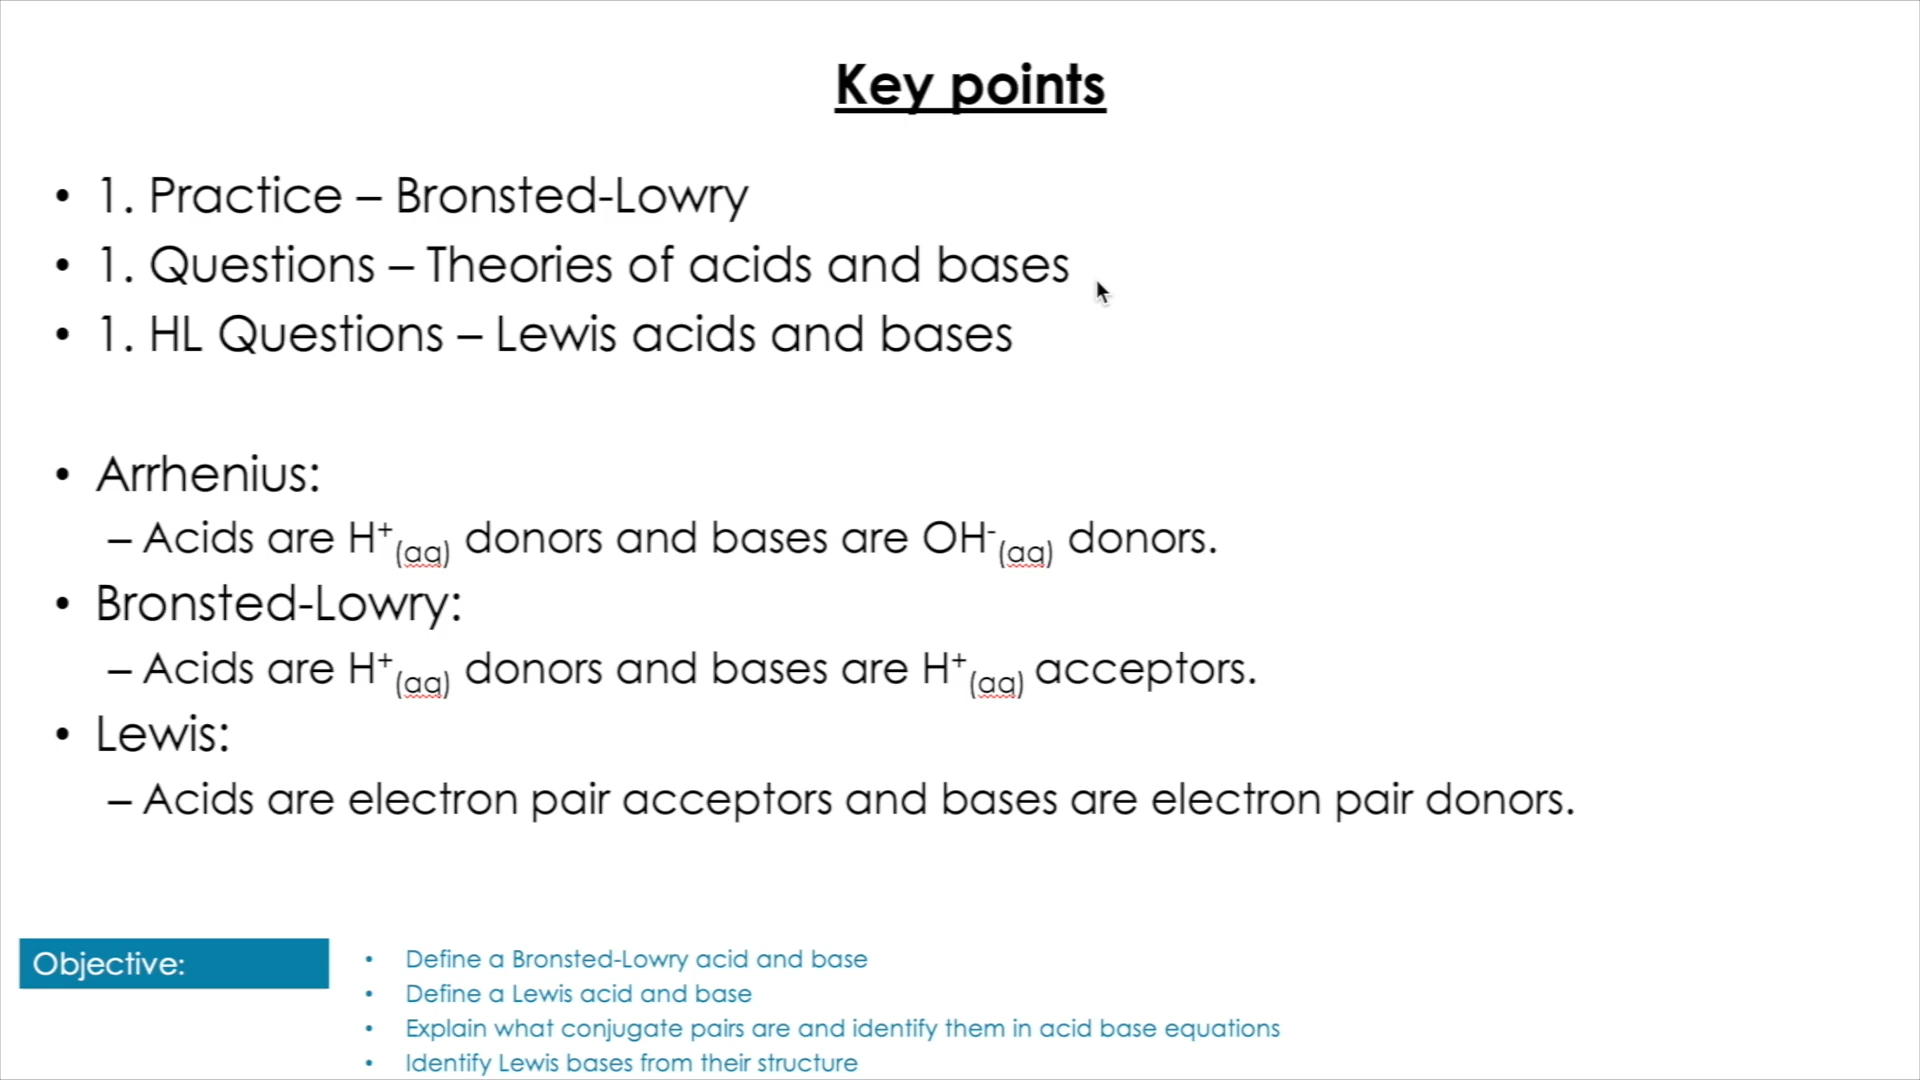 Key points
• 1. Practice – Bronsted-Lowry
• 1. Questions – Theories of acids and bases
• 1. HL Questions – Lewis acids and bases
• Arrhenius:
– Acids are H⁺(aq) donors and bases are OH⁻(aq) donors.
• Bronsted-Lowry:
– Acids are H⁺(aq) donors and bases are H⁺(aq) acceptors.
• Lewis:
– Acids are electron pair acceptors and bases are electron pair donors.
Objective:
• Define a Bronsted-Lowry acid and base
• Define a Lewis acid and base
• Explain what conjugate pairs are and identify them in acid base equations
• Identify Lewis bases from their structure